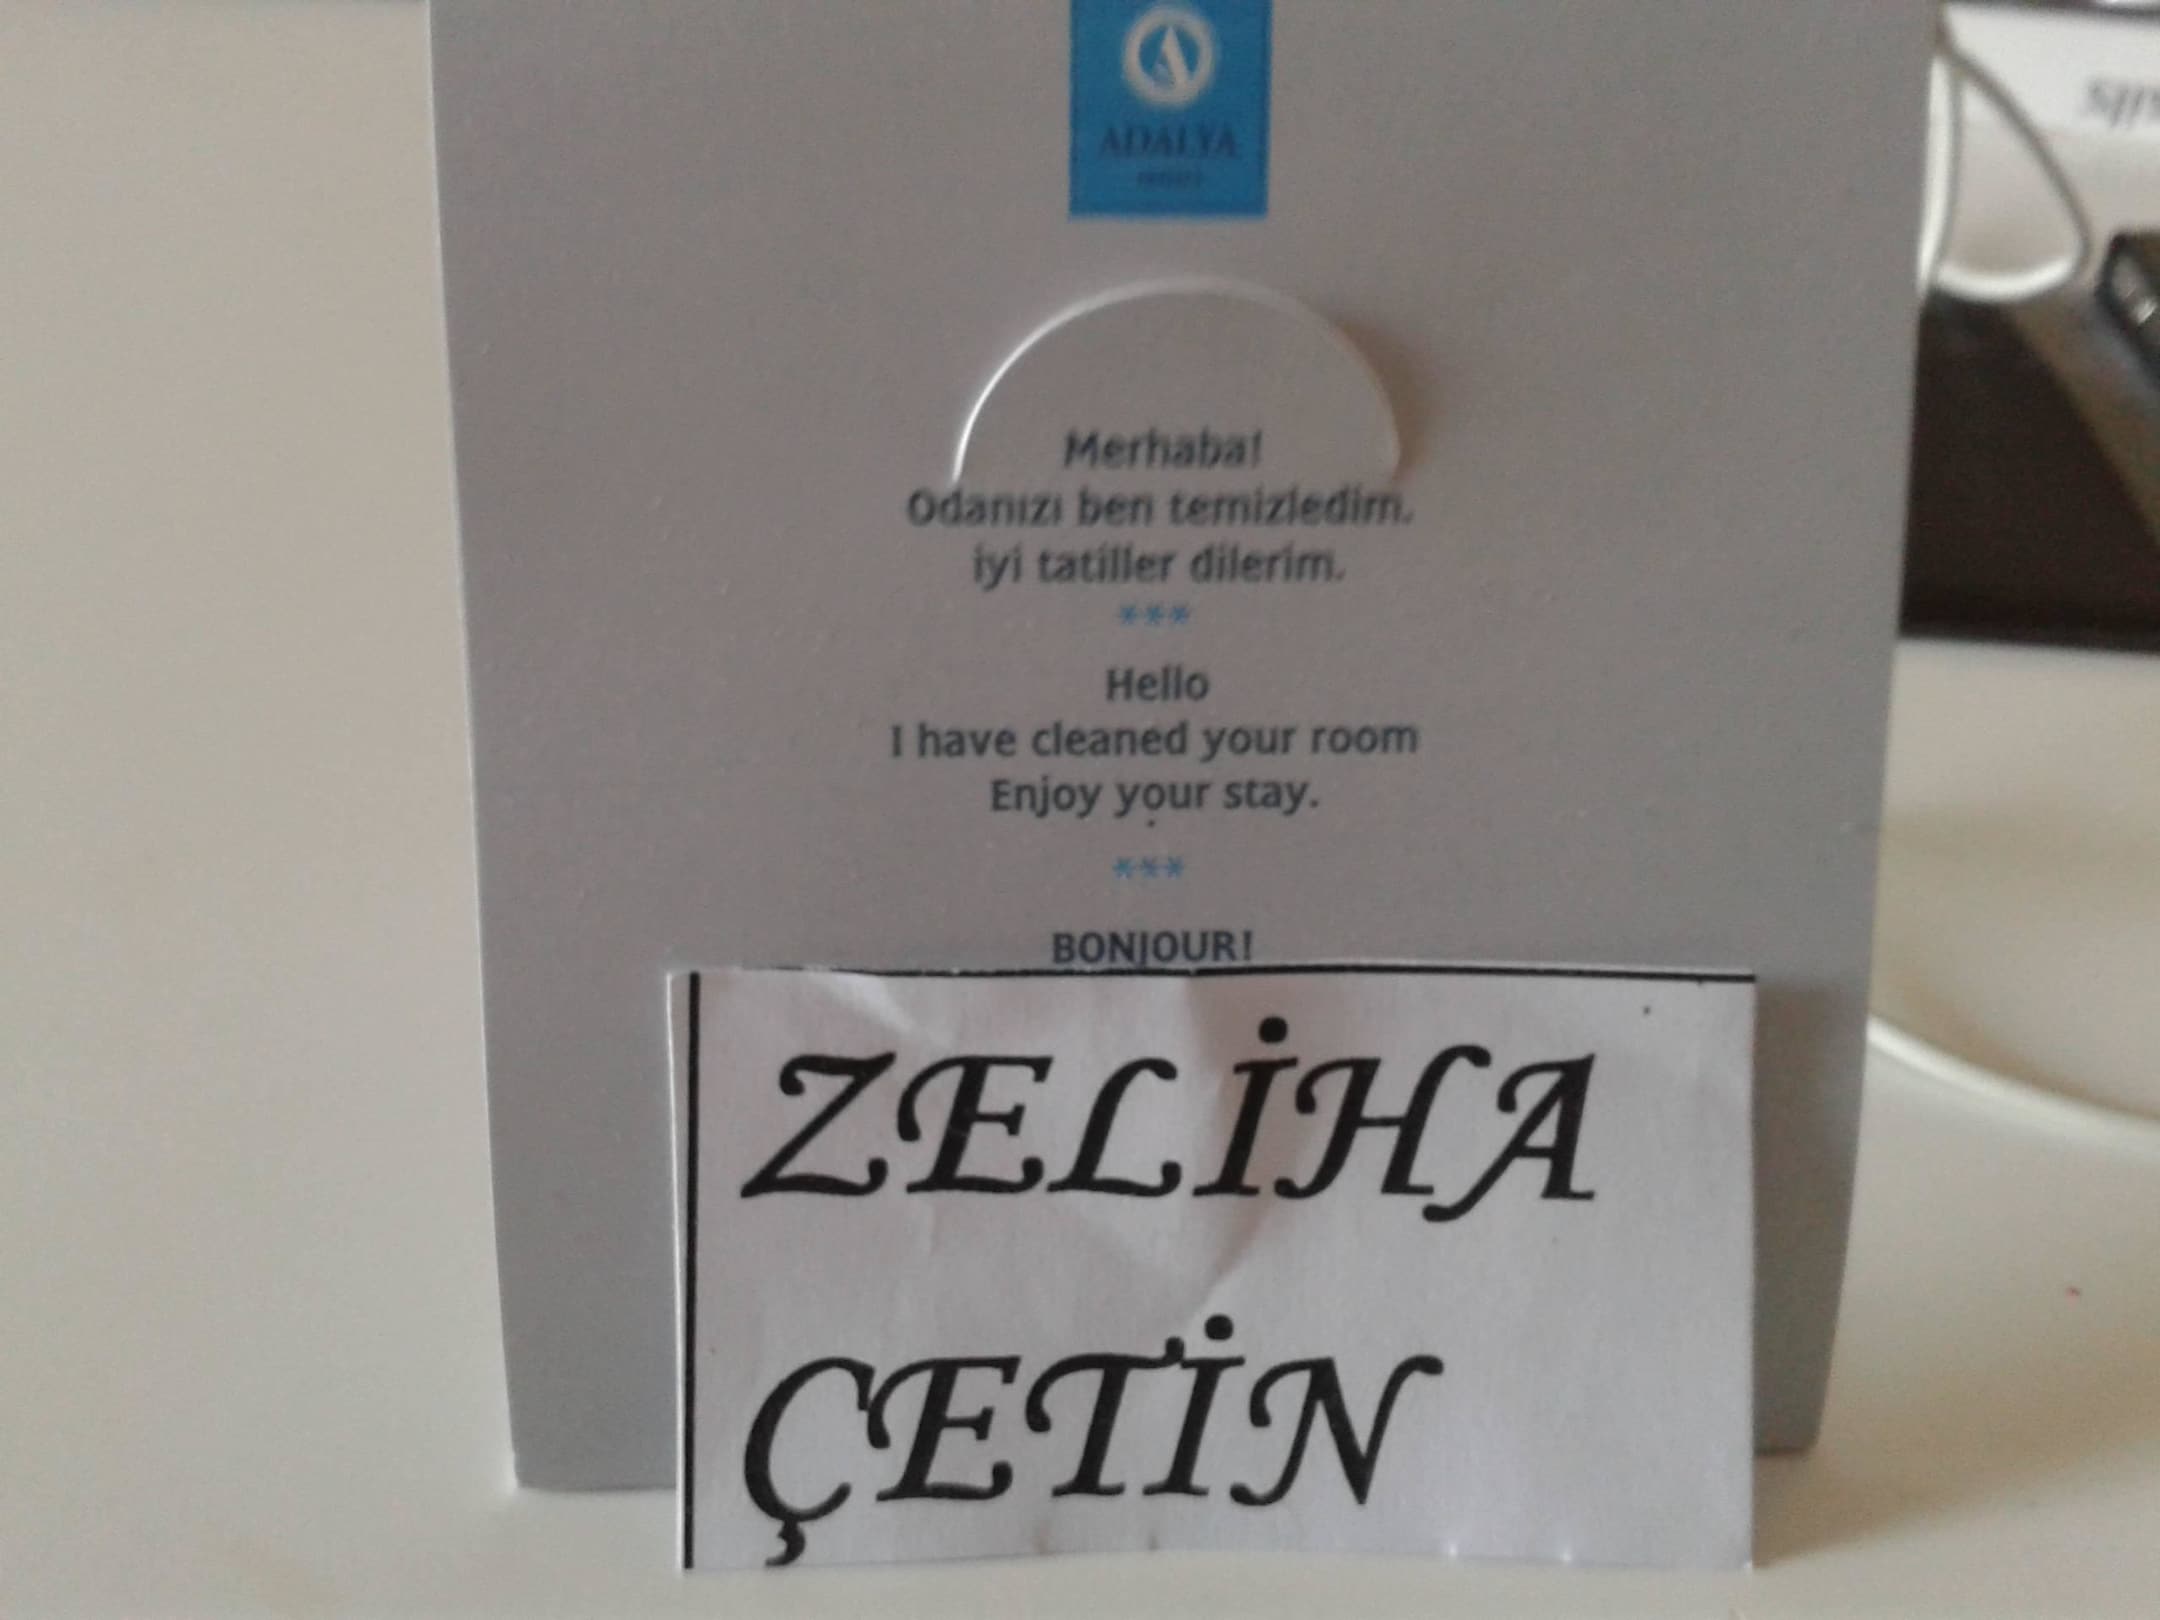 ADALYA
Merhaba!
Odanızı ben temizledim.
İyi tatiller dilerim.
***
Hello
I have cleaned your room
Enjoy your stay.
***
BONJOUR!
ZELİHA
ÇETİN